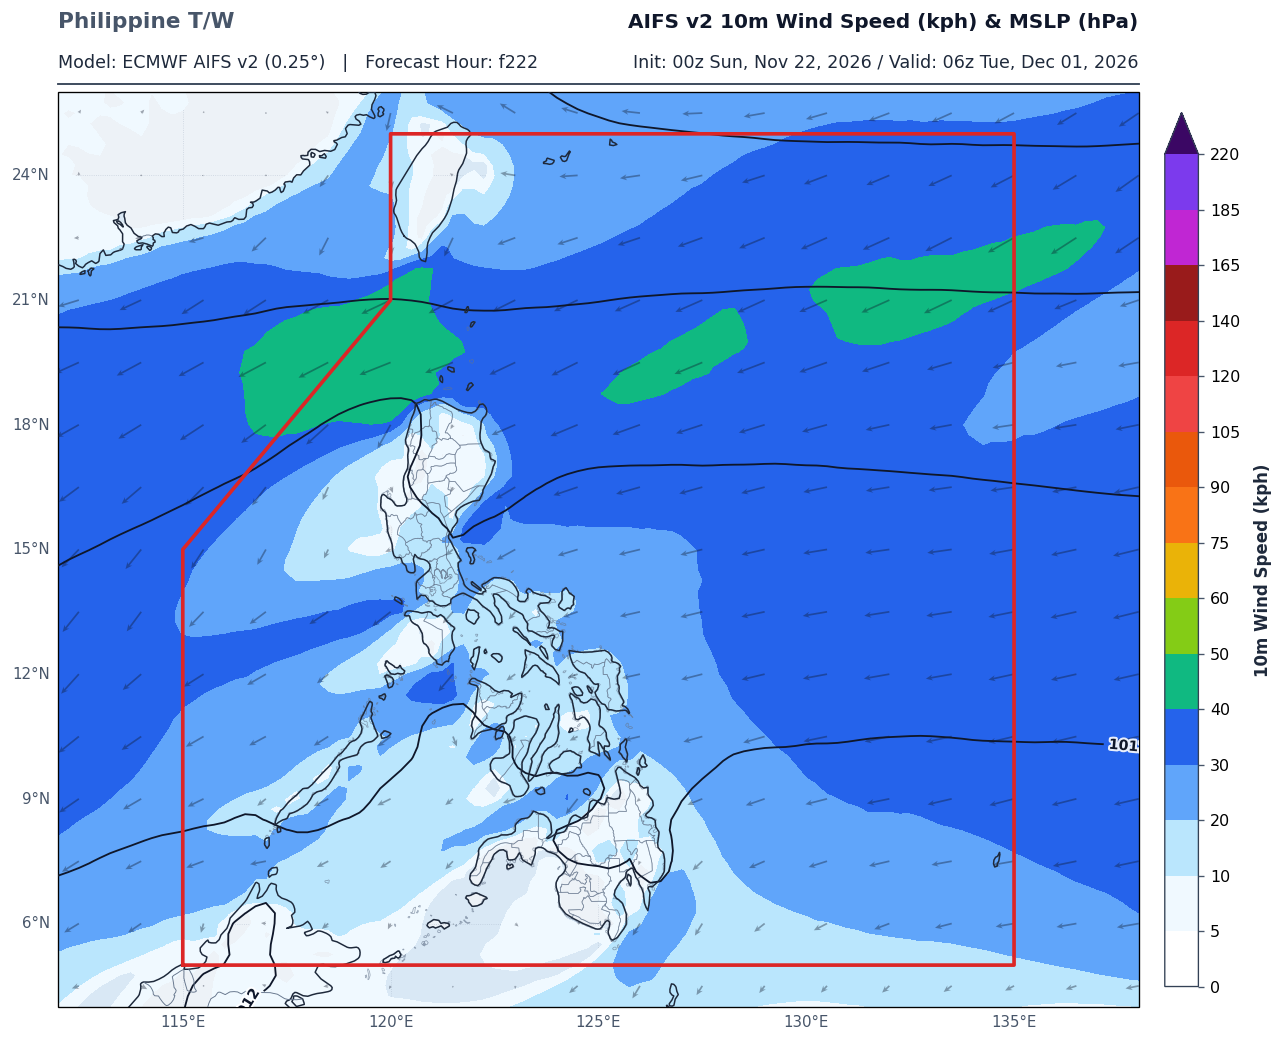 Philippine T/W
AIFS v2 10m Wind Speed (kph) & MSLP (hPa)
Model: ECMWF AIFS v2 (0.25°) | Forecast Hour: f222
Init: 00z Sun, Nov 22, 2026 / Valid: 06z Tue, Dec 01, 2026
24°N
21°N
18°N
15°N
12°N
9°N
6°N
115°E
120°E
125°E
130°E
135°E
101
012
220
185
165
140
120
105
90
75
60
50
40
30
20
10
5
0
10m Wind Speed (kph)